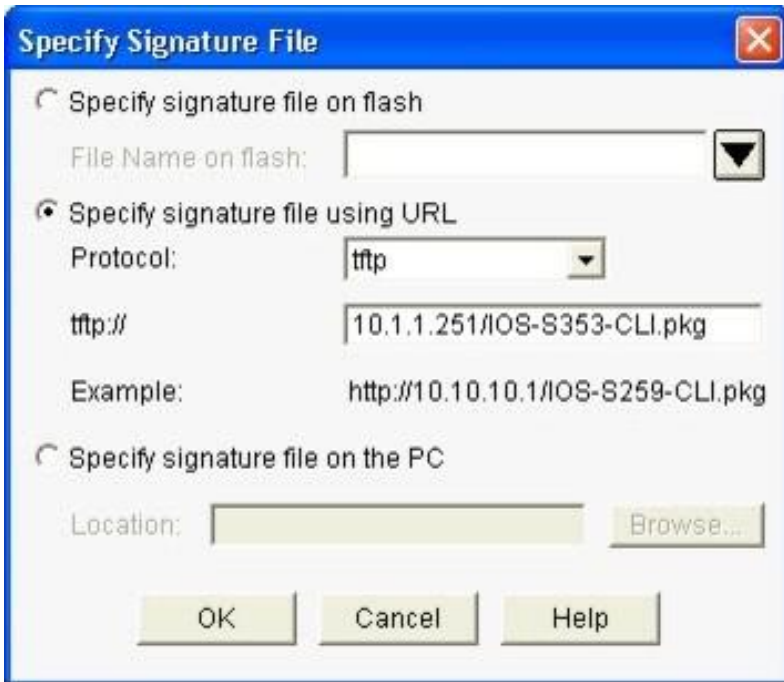 Specify Signature File
Specify signature file on flash
File Name on flash:
Specify signature file using URL
Protocol: tftp
tftp:// 10.1.1.251/IOS-S353-CLI.pkg
Example: http://10.10.10.1/IOS-S259-CLI.pkg
Specify signature file on the PC
Location: Browse...
OK Cancel Help